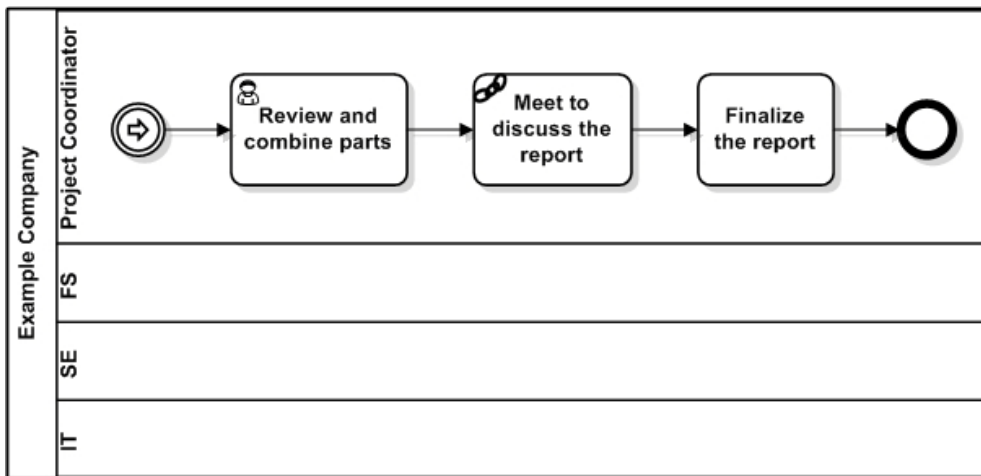 Example Company
Project Coordinator
Review and
combine parts
Meet to
discuss the
report
Finalize
the report
FS
SE
IT